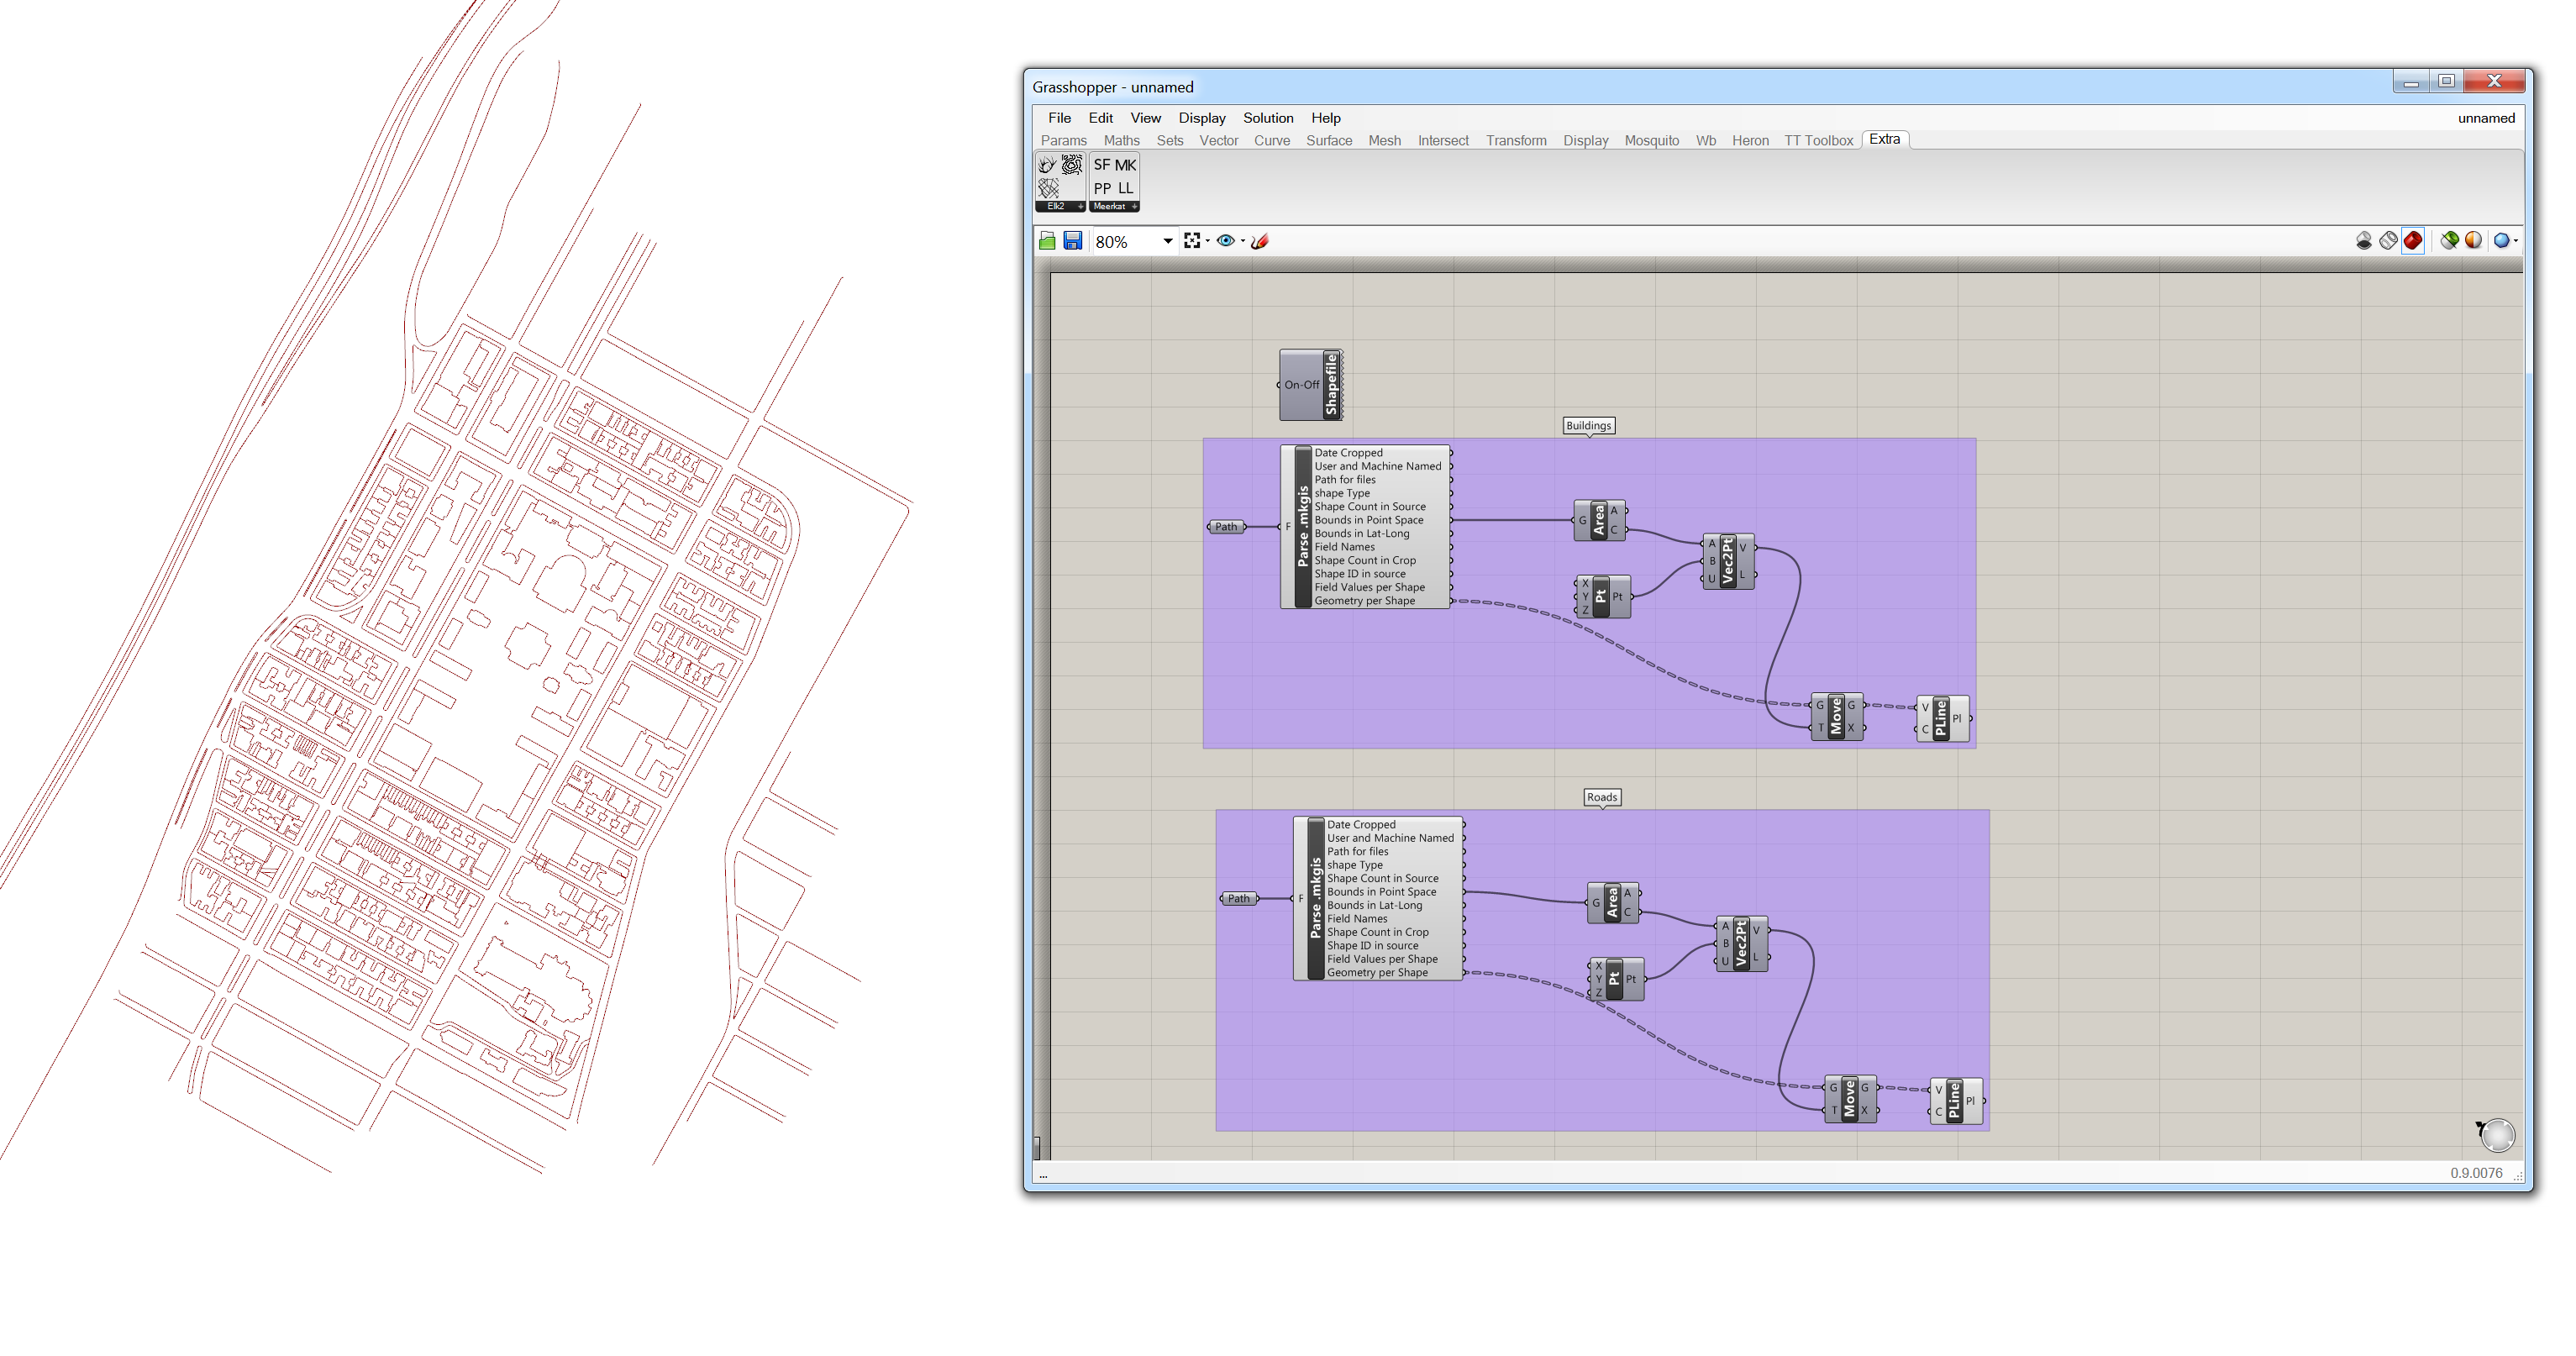 Grasshopper - unnamed
File Edit View Display Solution Help unnamed
Params Maths Sets Vector Curve Surface Mesh Intersect Transform Display Mosquito Wb Heron TT Toolbox Extra
SF MK
PP LL
Elk2 Meerkat
80%
On-Off Shapefile
Buildings
Path
F Parse .mkgis
Date Cropped
User and Machine Named
Path for files
shape Type
Shape Count in Source
Bounds in Point Space
Bounds in Lat-Long
Field Names
Shape Count in Crop
Shape ID in source
Field Values per Shape
Geometry per Shape
G Area A C
X Y Z Pt Pt
A B U Vec2Pt V L
G T Move G X
V C PLine Pl
Roads
Path
F Parse .mkgis
Date Cropped
User and Machine Named
Path for files
shape Type
Shape Count in Source
Bounds in Point Space
Bounds in Lat-Long
Field Names
Shape Count in Crop
Shape ID in source
Field Values per Shape
Geometry per Shape
G Area A C
X Y Z Pt Pt
A B U Vec2Pt V L
G T Move G X
V C PLine Pl
...
0.9.0076